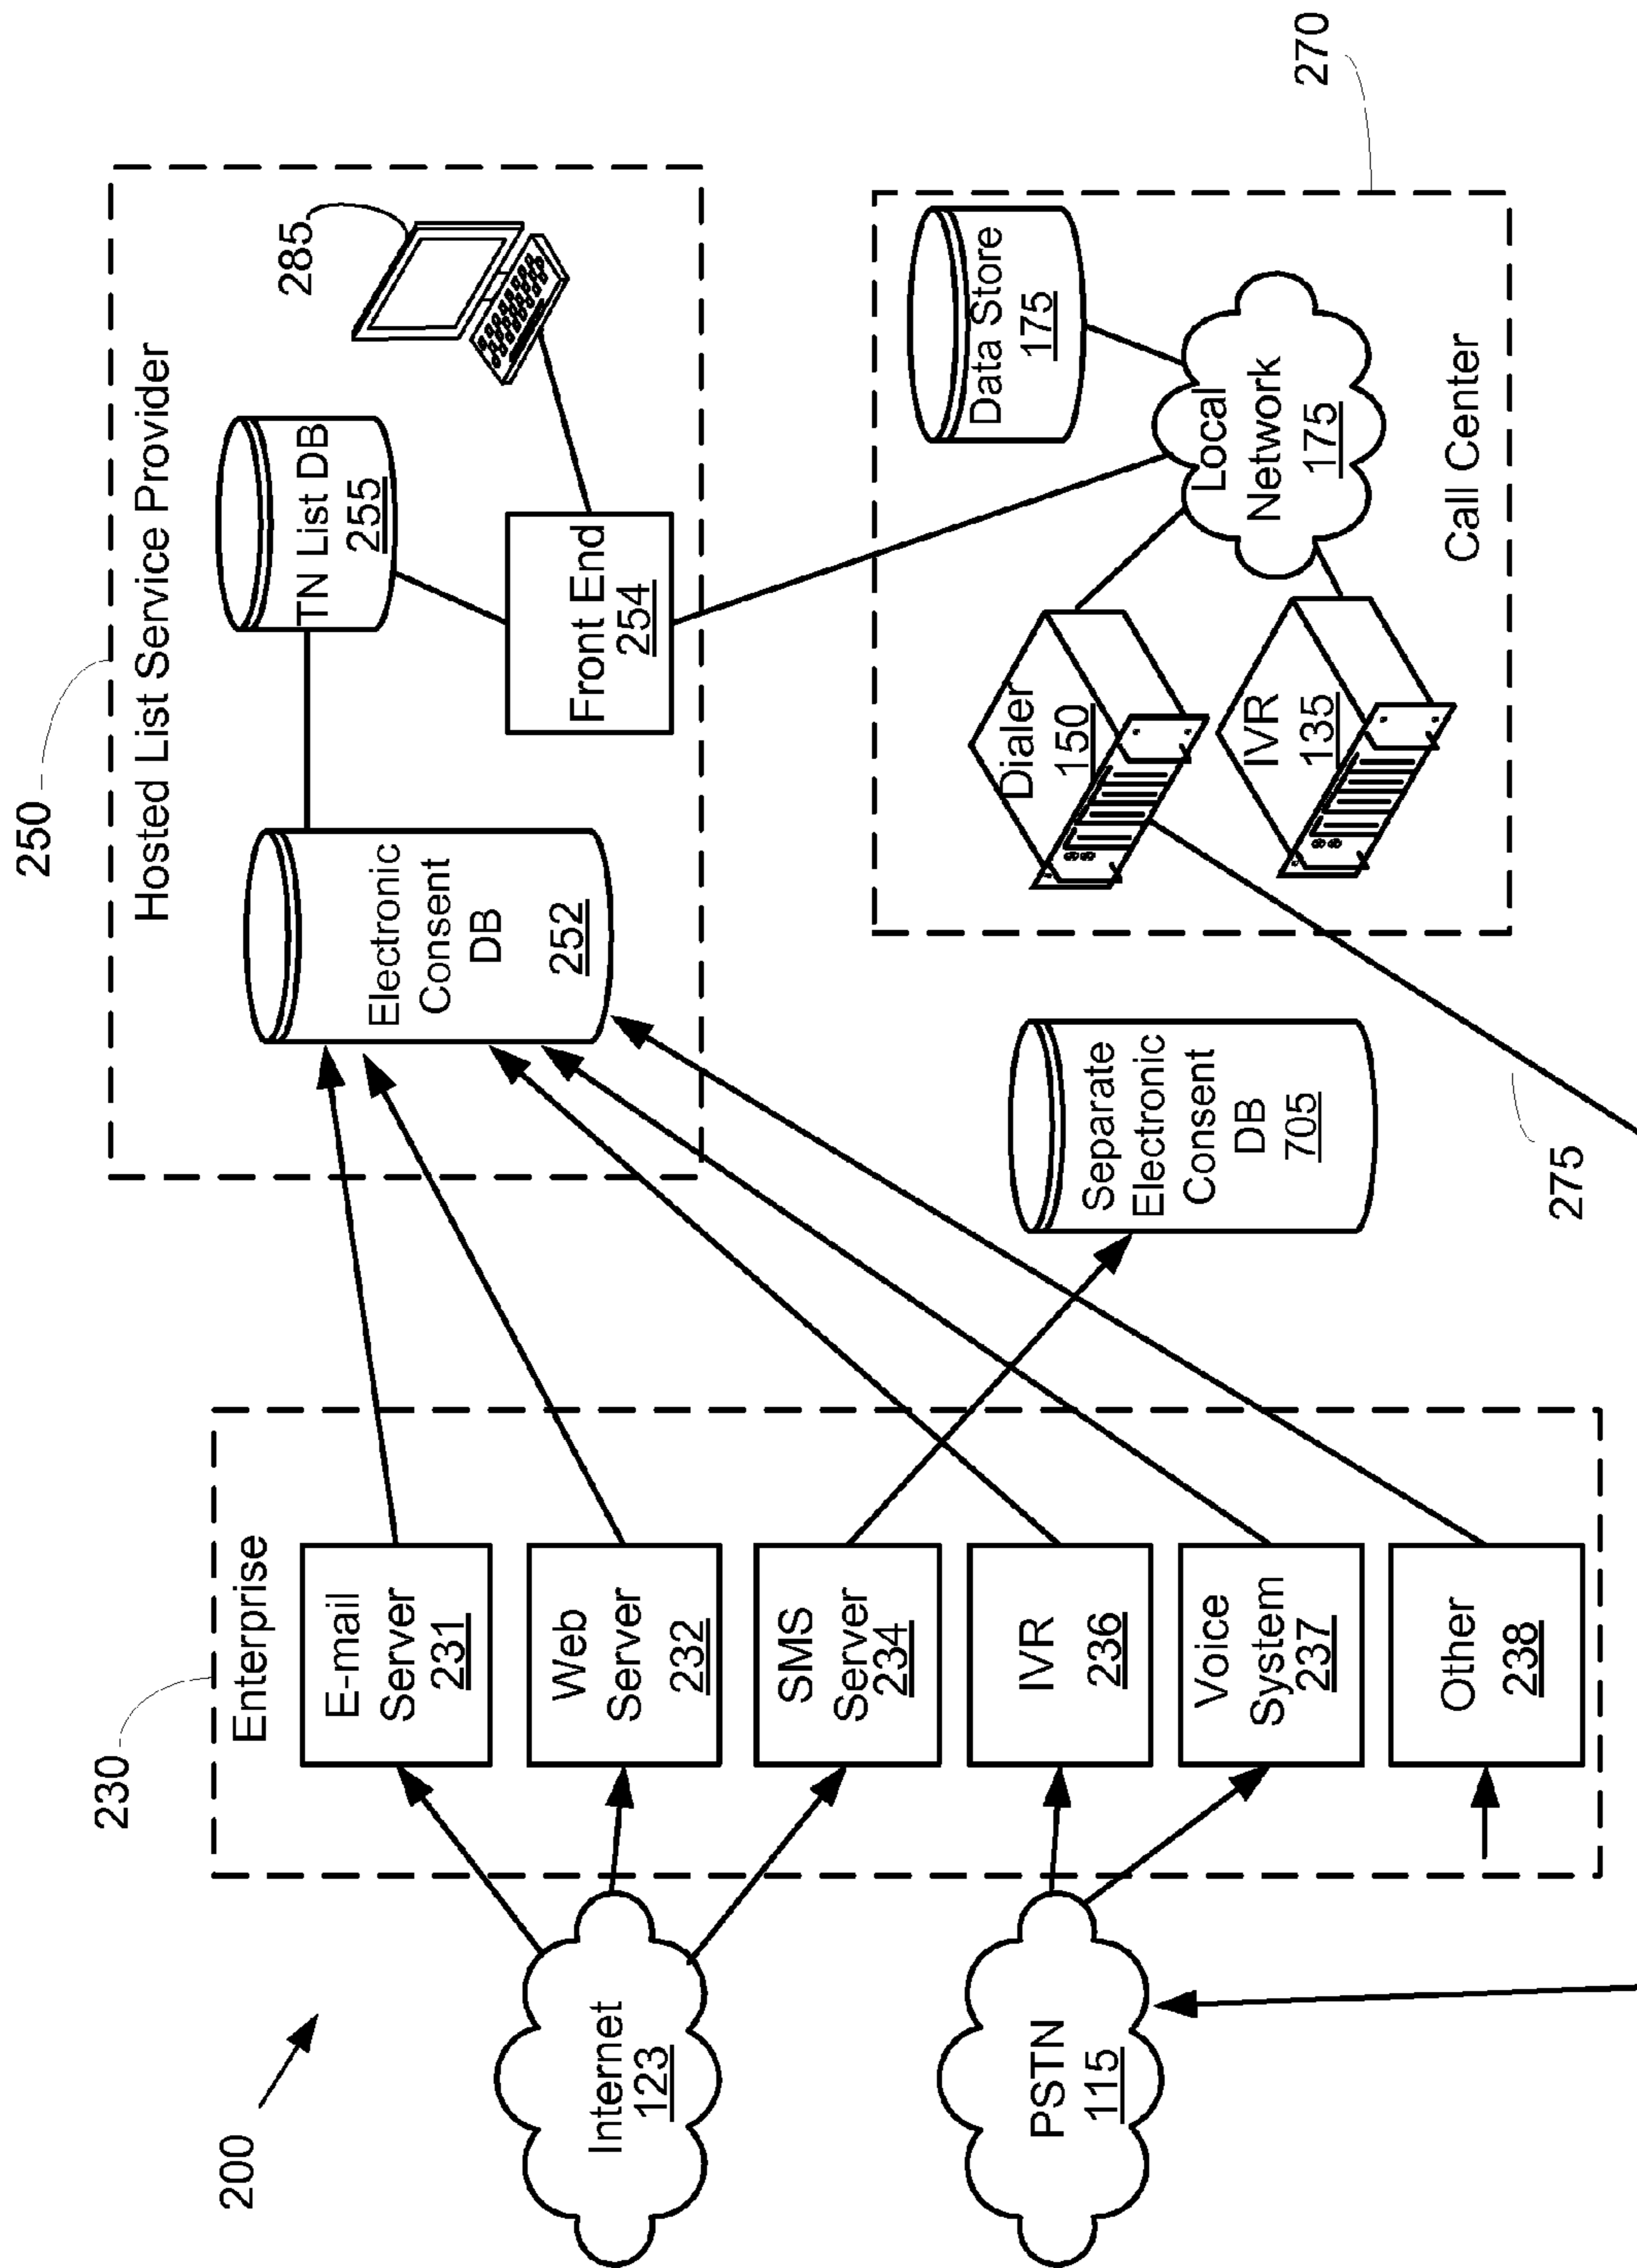 200
230
Enterprise
E-mail
Server
231
Web
Server
232
SMS
Server
234
IVR
236
Voice
System
237
Other
238
Internet
123
PSTN
115
250
Hosted List Service Provider
Electronic
Consent
DB
252
TN List DB
255
Front End
254
285
Separate
Electronic
Consent
DB
705
275
270
Dialer
150
IVR
135
Data Store
175
Local
Network
175
Call Center